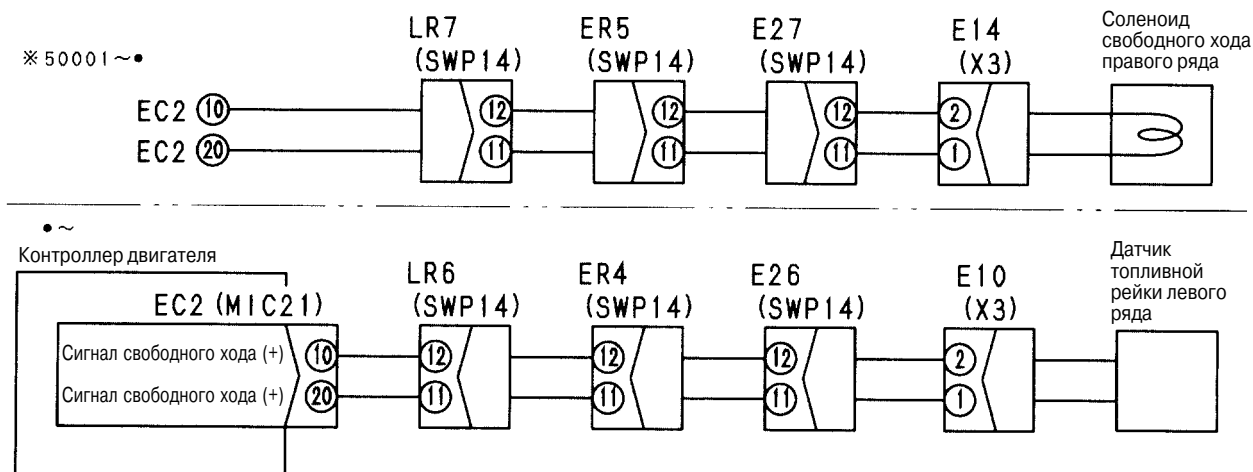 ※50001~●
LR7
(SWP14)
ER5
(SWP14)
E27
(SWP14)
E14
(X3)
Соленоид
свободного хода
правого ряда
EC2 10
12
12
12
2
EC2 20
11
11
11
1
●~
Контроллер двигателя
EC2 (MIC21)
LR6
(SWP14)
ER4
(SWP14)
E26
(SWP14)
E10
(X3)
Датчик
топливной
рейки левого
ряда
Сигнал свободного хода (+) 10
12
12
12
2
Сигнал свободного хода (+) 20
11
11
11
1